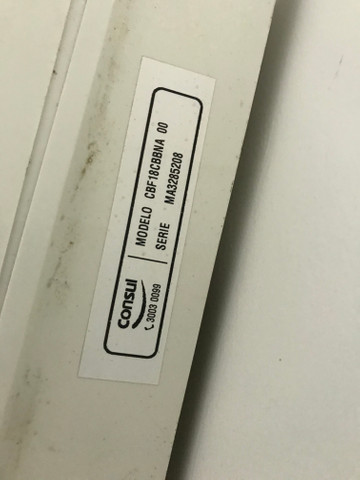 consul
3003 0099
MODELO CBF18CBBNA 00
SERIE MA3285208